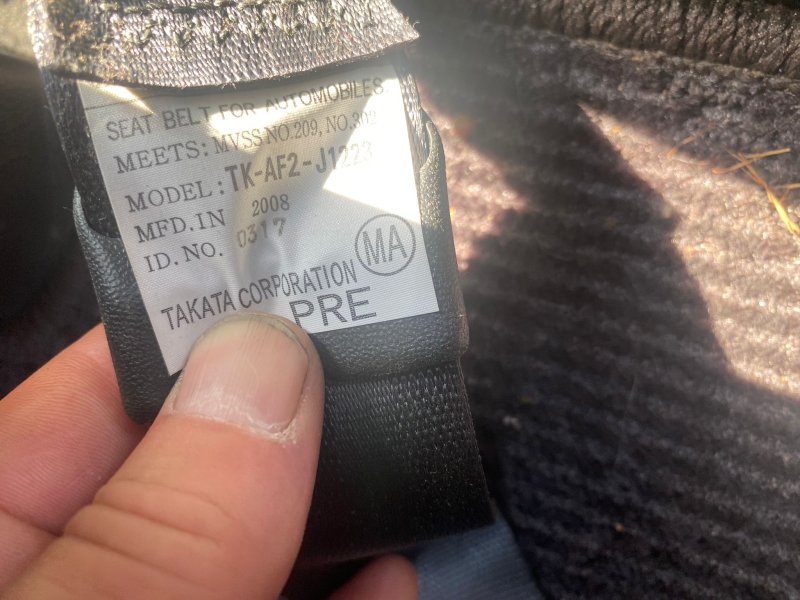 SEAT BELT FOR AUTOMOBILES
MEETS: MVSS NO.209, NO.302
MODEL: TK-AF2-J1223
MFD. IN 2008
ID. NO. 0317
MA
TAKATA CORPORATION
PRE